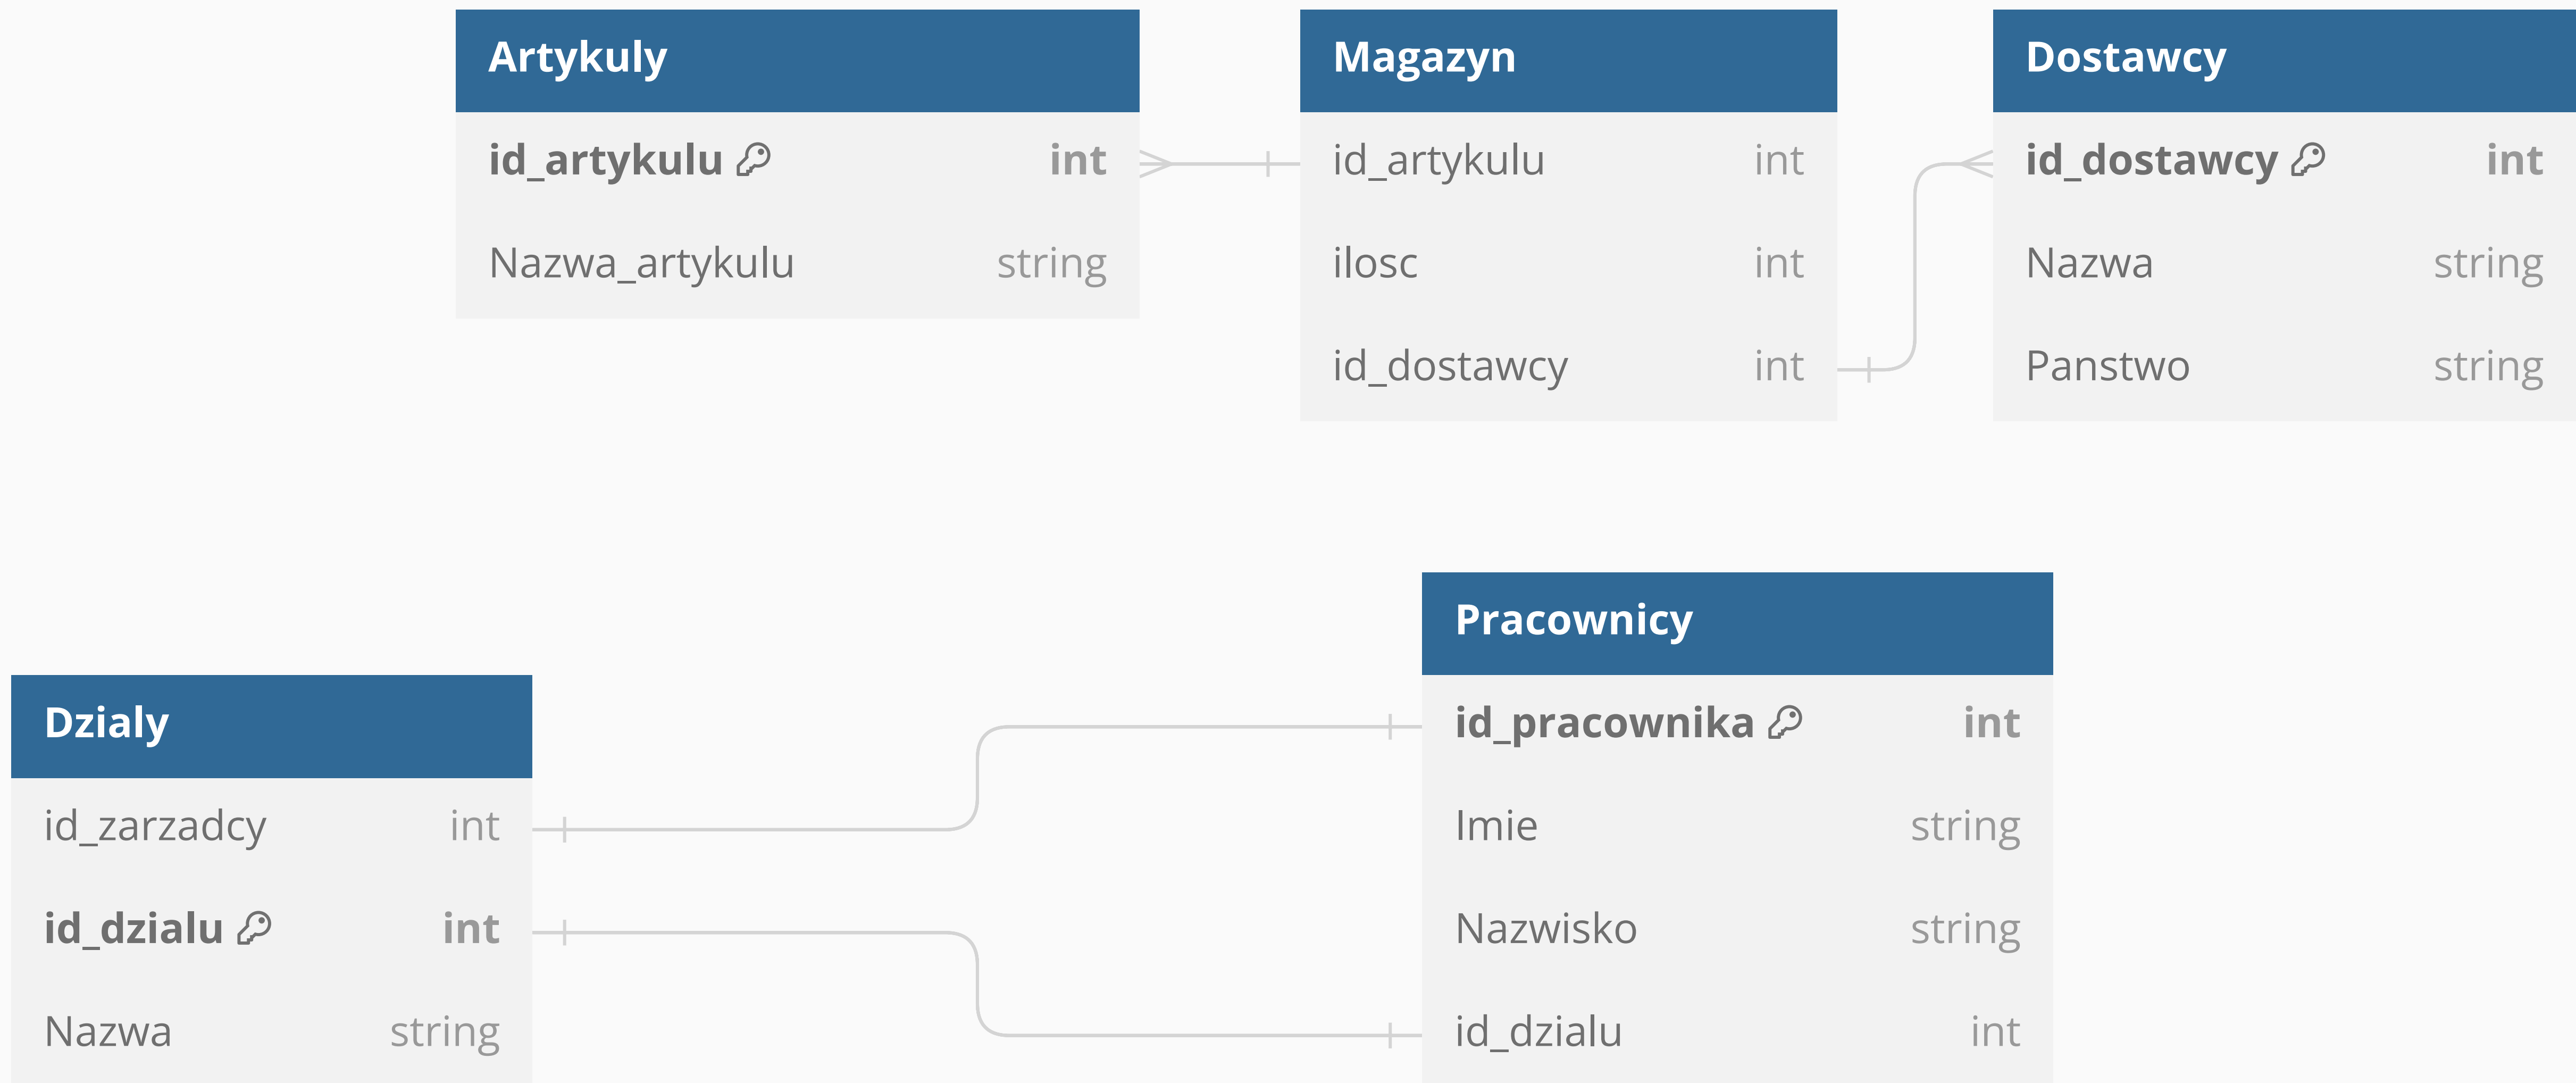 Artykuly
id_artykulu int
Nazwa_artykulu string
Magazyn
id_artykulu int
ilosc int
id_dostawcy int
Dostawcy
id_dostawcy int
Nazwa string
Panstwo string
Dzialy
id_zarzadcy int
id_dzialu int
Nazwa string
Pracownicy
id_pracownika int
Imie string
Nazwisko string
id_dzialu int